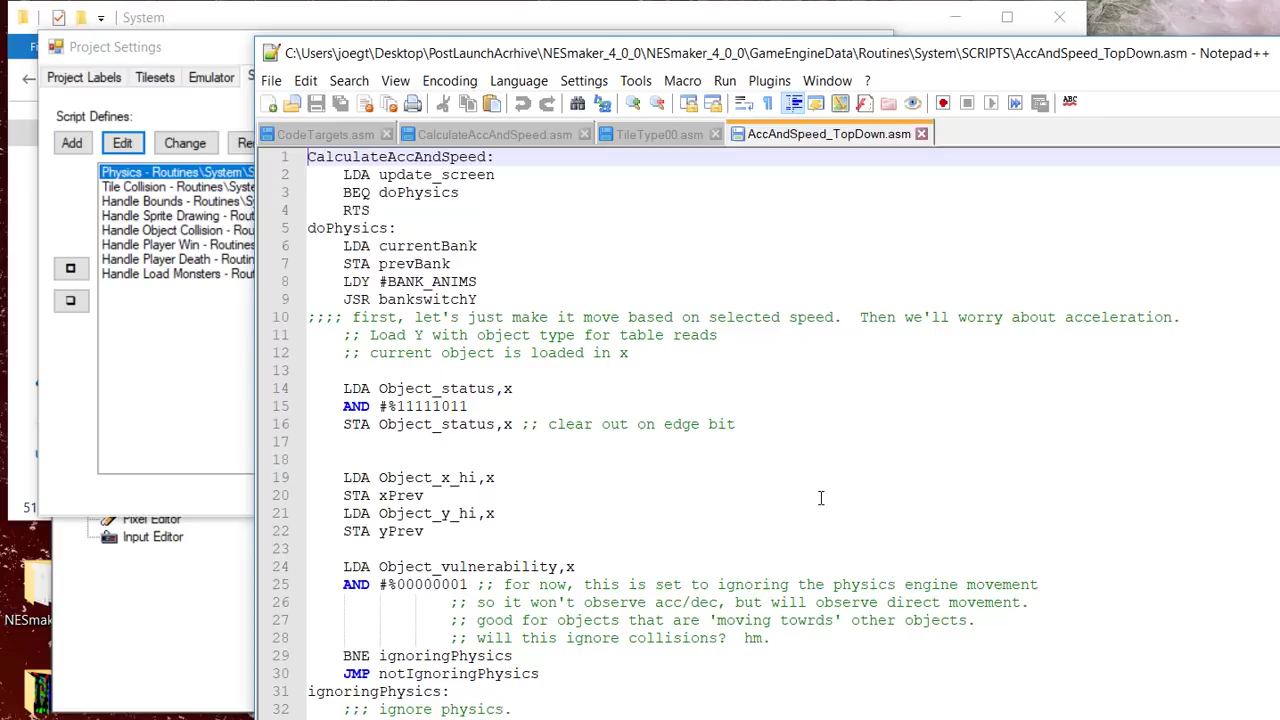 System
Project Settings
Project Labels Tilesets Emulator
Script Defines:
Add Edit Change
Physics - Routines\System\S
Tile Collision - Routines\Syste
Handle Bounds - Routines\S
Handle Sprite Drawing - Rout
Handle Object Collision - Rout
Handle Player Win - Routines
Handle Player Death - Routin
Handle Load Monsters - Rout
51
Pixel Editor
Input Editor
NESmak
C:\Users\joegt\Desktop\PostLaunchAcrhive\NESmaker_4_0_0\NESmaker_4_0_0\GameEngineData\Routines\System\SCRIPTS\AccAndSpeed_TopDown.asm - Notepad++
File Edit Search View Encoding Language Settings Tools Macro Run Plugins Window ?
CodeTargets.asm CalculateAccAndSpeed.asm TileType00.asm AccAndSpeed_TopDown.asm
1 CalculateAccAndSpeed:
2 LDA update_screen
3 BEQ doPhysics
4 RTS
5 doPhysics:
6 LDA currentBank
7 STA prevBank
8 LDY #BANK_ANIMS
9 JSR bankswitchY
10 ;;;; first, let's just make it move based on selected speed.  Then we'll worry about acceleration.
11 ;; Load Y with object type for table reads
12 ;; current object is loaded in x
13
14 LDA Object_status,x
15 AND #%11111011
16 STA Object_status,x ;; clear out on edge bit
17
18
19 LDA Object_x_hi,x
20 STA xPrev
21 LDA Object_y_hi,x
22 STA yPrev
23
24 LDA Object_vulnerability,x
25 AND #%00000001 ;; for now, this is set to ignoring the physics engine movement
26 ;; so it won't observe acc/dec, but will observe direct movement.
27 ;; good for objects that are 'moving towrds' other objects.
28 ;; will this ignore collisions?  hm.
29 BNE ignoringPhysics
30 JMP notIgnoringPhysics
31 ignoringPhysics:
32 ;;; ignore physics.